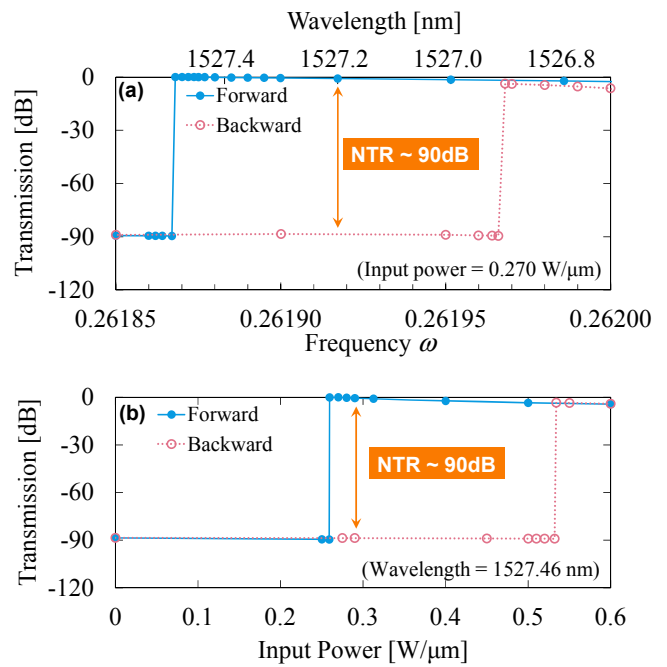 Wavelength [nm]
1527.4 1527.2 1527.0 1526.8
Transmission [dB]
0
-30
-60
-90
-120
(a)
Forward
Backward
NTR ~ 90dB
(Input power = 0.270 W/μm)
0.26185 0.26190 0.26195 0.26200
Frequency ω
Transmission [dB]
0
-30
-60
-90
-120
(b)
Forward
Backward
NTR ~ 90dB
(Wavelength = 1527.46 nm)
0 0.1 0.2 0.3 0.4 0.5 0.6
Input Power [W/μm]